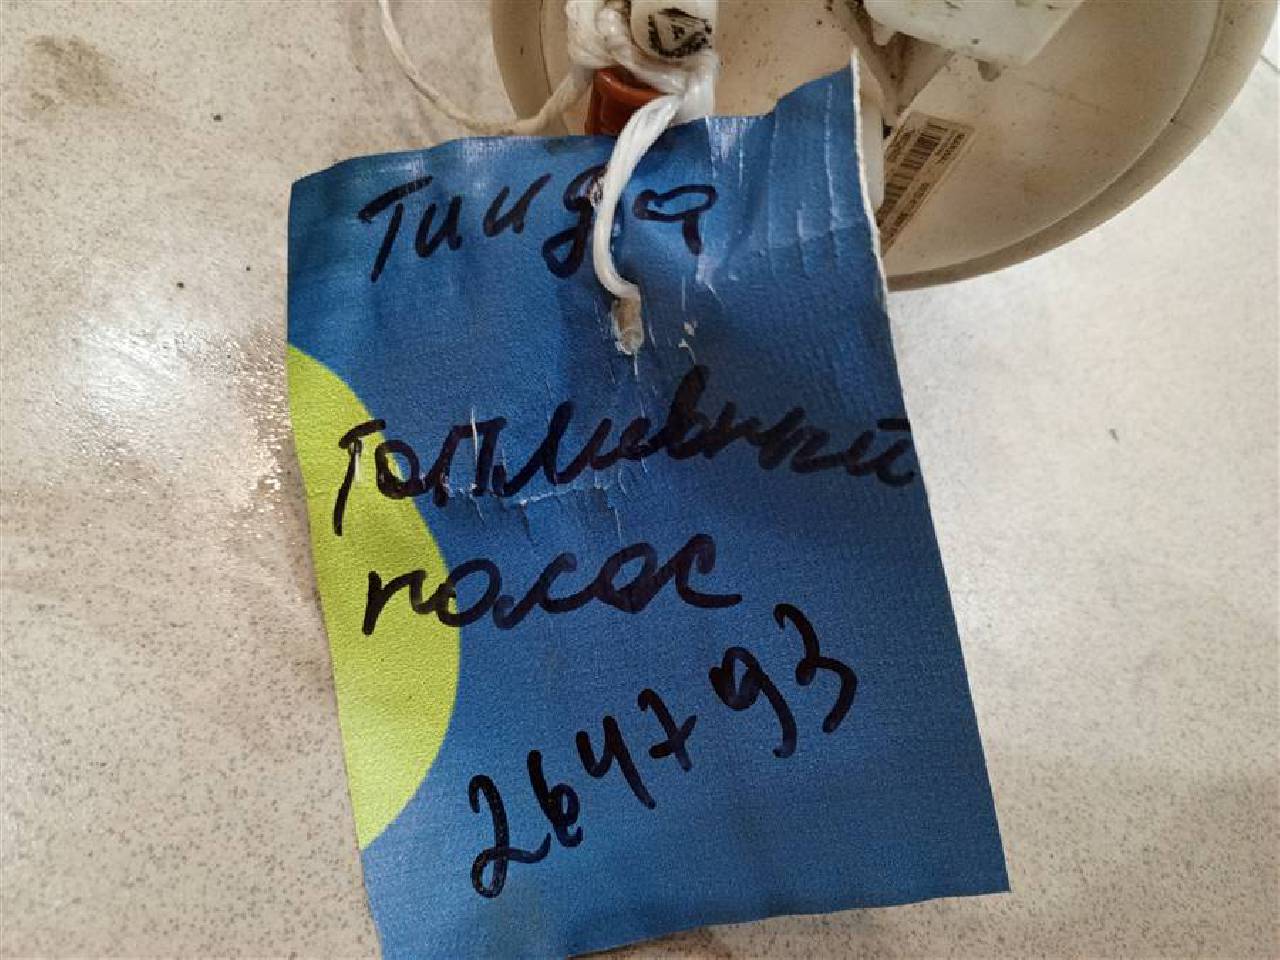 Тиида
Топливный
насос
264793